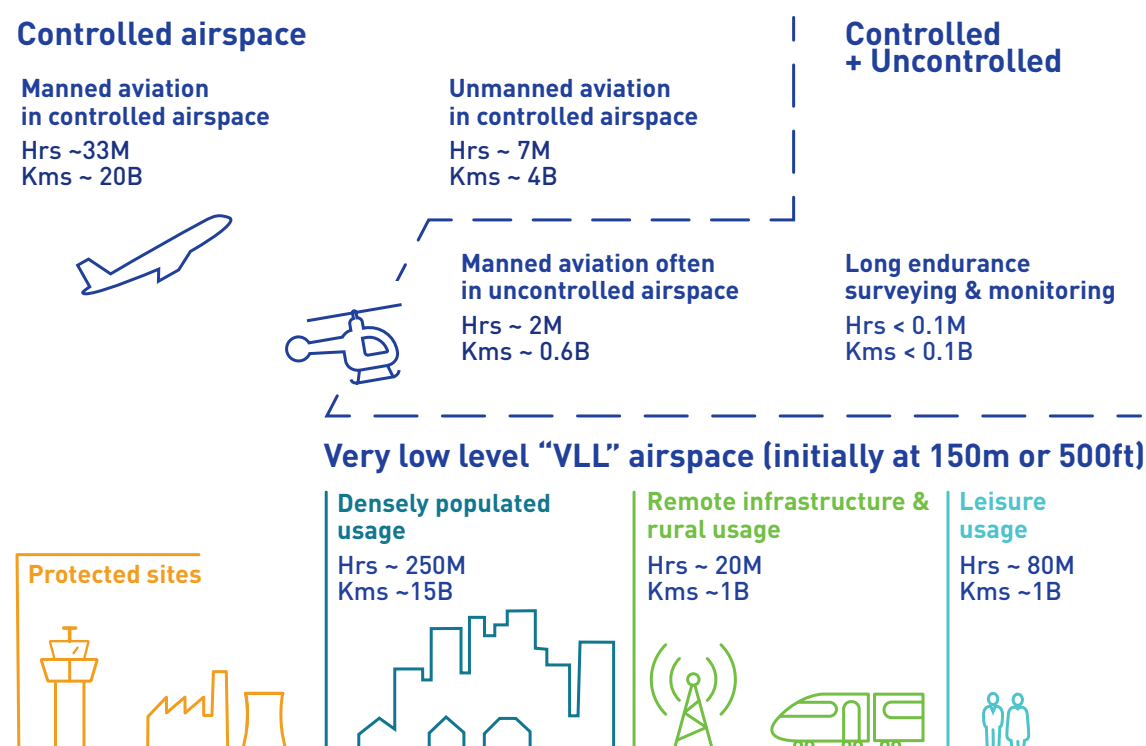 Controlled airspace
Manned aviation
in controlled airspace
Hrs ~33M
Kms ~ 20B
Unmanned aviation
in controlled airspace
Hrs ~ 7M
Kms ~ 4B
Controlled
+ Uncontrolled
Manned aviation often
in uncontrolled airspace
Hrs ~ 2M
Kms ~ 0.6B
Long endurance
surveying & monitoring
Hrs < 0.1M
Kms < 0.1B
Very low level “VLL” airspace (initially at 150m or 500ft)
Protected sites
Densely populated
usage
Hrs ~ 250M
Kms ~15B
Remote infrastructure &
rural usage
Hrs ~ 20M
Kms ~1B
Leisure
usage
Hrs ~ 80M
Kms ~1B